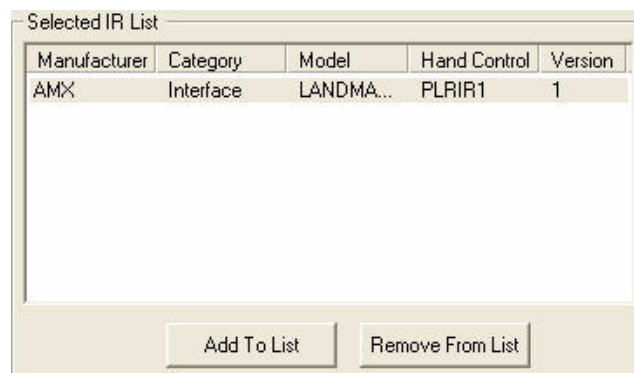 Selected IR List
Manufacturer Category Model Hand Control Version
AMX Interface LANDMA... PLRIR1 1
Add To List Remove From List